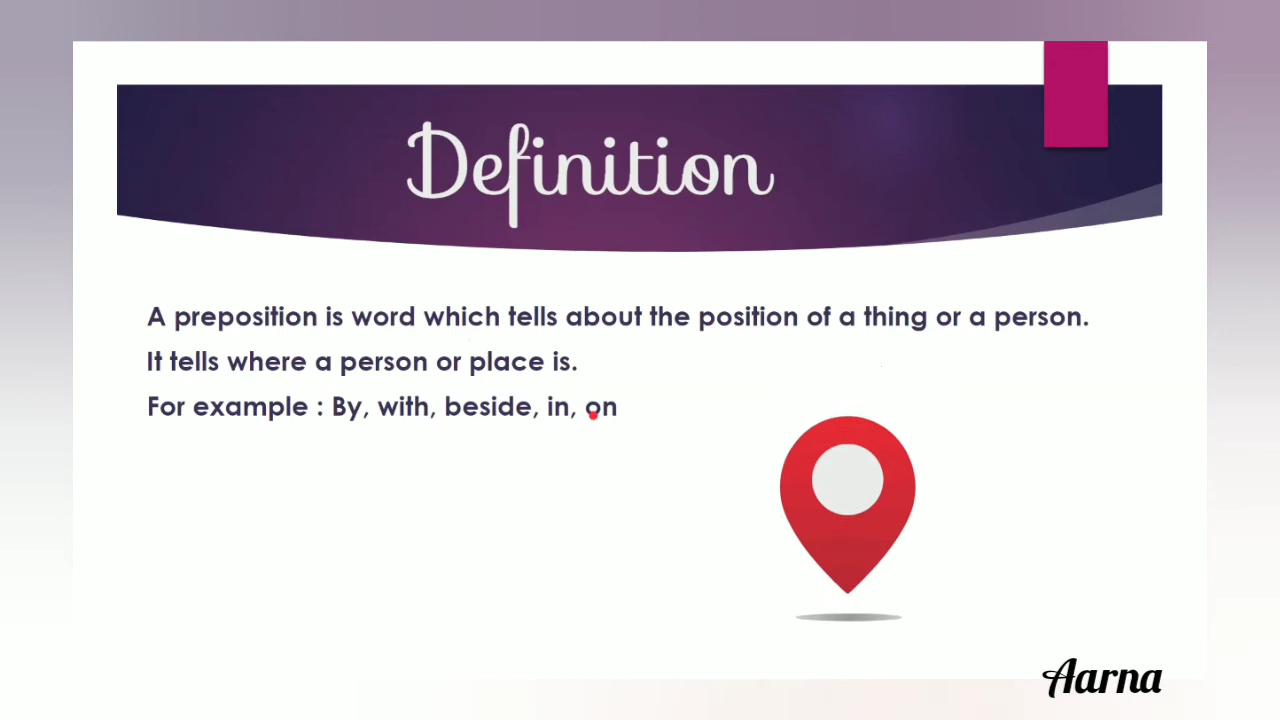 Definition
A preposition is word which tells about the position of a thing or a person.
It tells where a person or place is.
For example : By, with, beside, in, on
Aarna